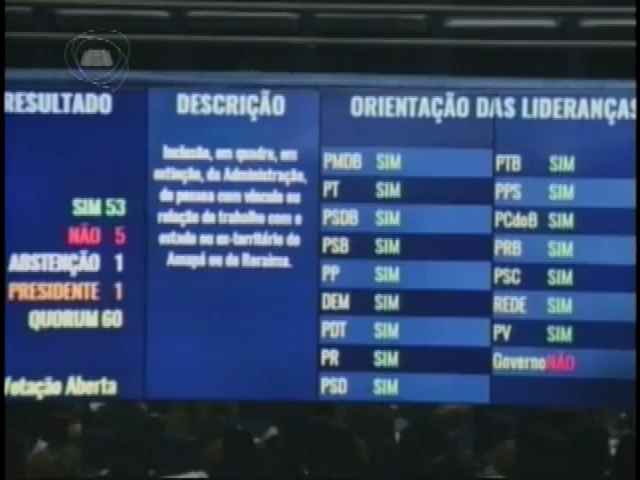 RESULTADO
SIM 53
NÃO 5
ABSTENÇÃO 1
PRESIDENTE 1
QUORUM 60
Votação Aberta
DESCRIÇÃO
Inclusão, em quadro, em
extinção, da Administração,
de pessoa com vínculo ou
relação de trabalho com o
estado ou ex-território do
Amapá ou de Roraima.
ORIENTAÇÃO DAS LIDERANÇAS
PMDB SIM
PT SIM
PSDB SIM
PSB SIM
PP SIM
DEM SIM
PDT SIM
PR SIM
PSD SIM
PTB SIM
PPS SIM
PCdoB SIM
PRB SIM
PSC SIM
REDE SIM
PV SIM
Governo NÃO